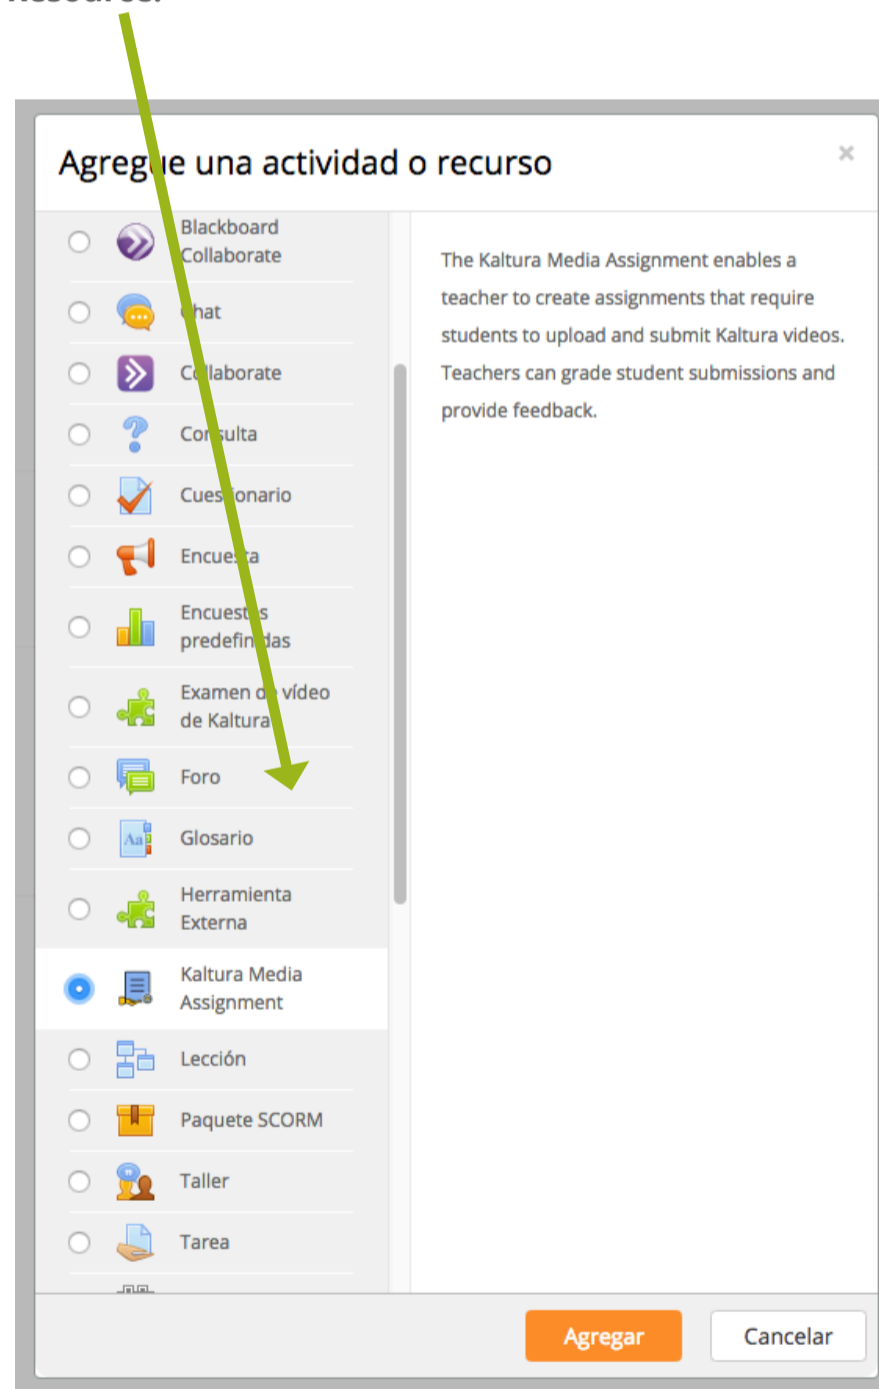 Agregue una actividad o recurso
×
Blackboard
Collaborate
Chat
Collaborate
Consulta
Cuestionario
Encuesta
Encuestas
predefinidas
Examen de vídeo
de Kaltura
Foro
Glosario
Herramienta
Externa
Kaltura Media
Assignment
Lección
Paquete SCORM
Taller
Tarea
The Kaltura Media Assignment enables a
teacher to create assignments that require
students to upload and submit Kaltura videos.
Teachers can grade student submissions and
provide feedback.
Agregar
Cancelar